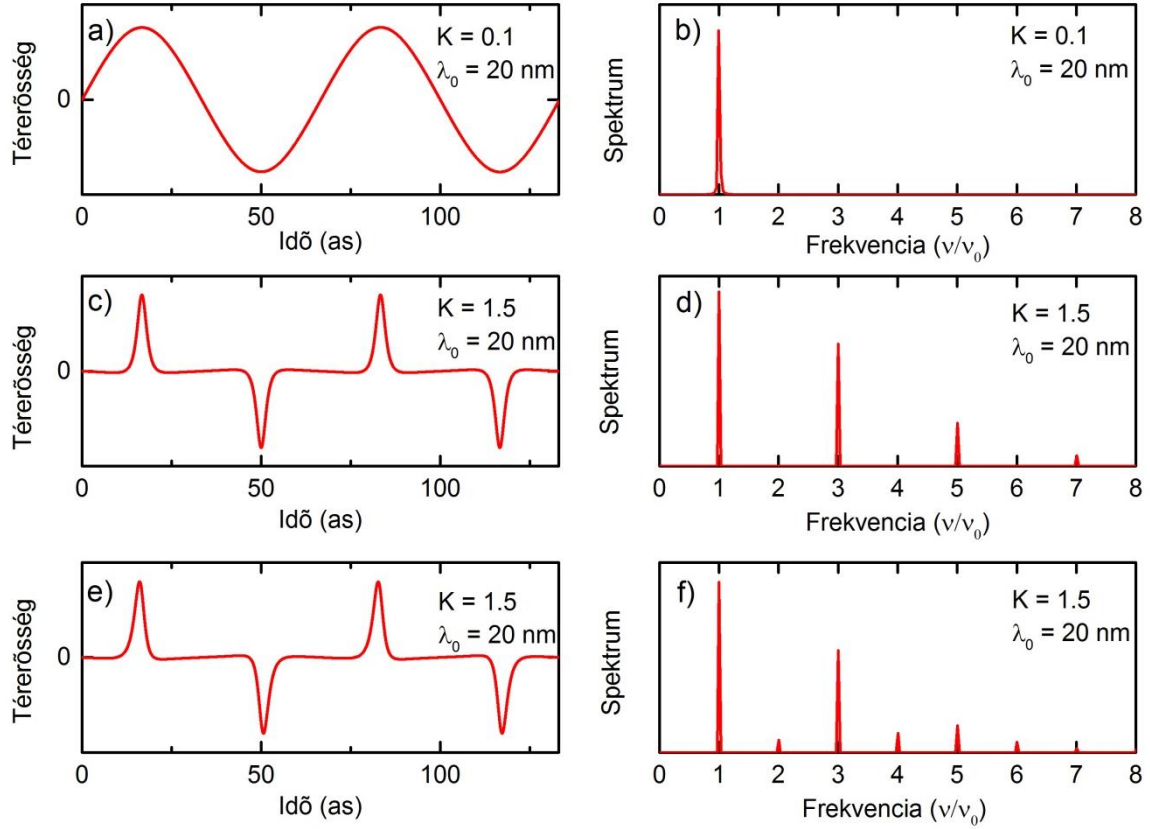 a)
K = 0.1
λ₀ = 20 nm
Térerősség
0
0 50 100
Idõ (as)
b)
K = 0.1
λ₀ = 20 nm
Spektrum
0 1 2 3 4 5 6 7 8
Frekvencia (ν/ν₀)
c)
K = 1.5
λ₀ = 20 nm
Térerősség
0
0 50 100
Idõ (as)
d)
K = 1.5
λ₀ = 20 nm
Spektrum
0 1 2 3 4 5 6 7 8
Frekvencia (ν/ν₀)
e)
K = 1.5
λ₀ = 20 nm
Térerősség
0
0 50 100
Idõ (as)
f)
K = 1.5
λ₀ = 20 nm
Spektrum
0 1 2 3 4 5 6 7 8
Frekvencia (ν/ν₀)